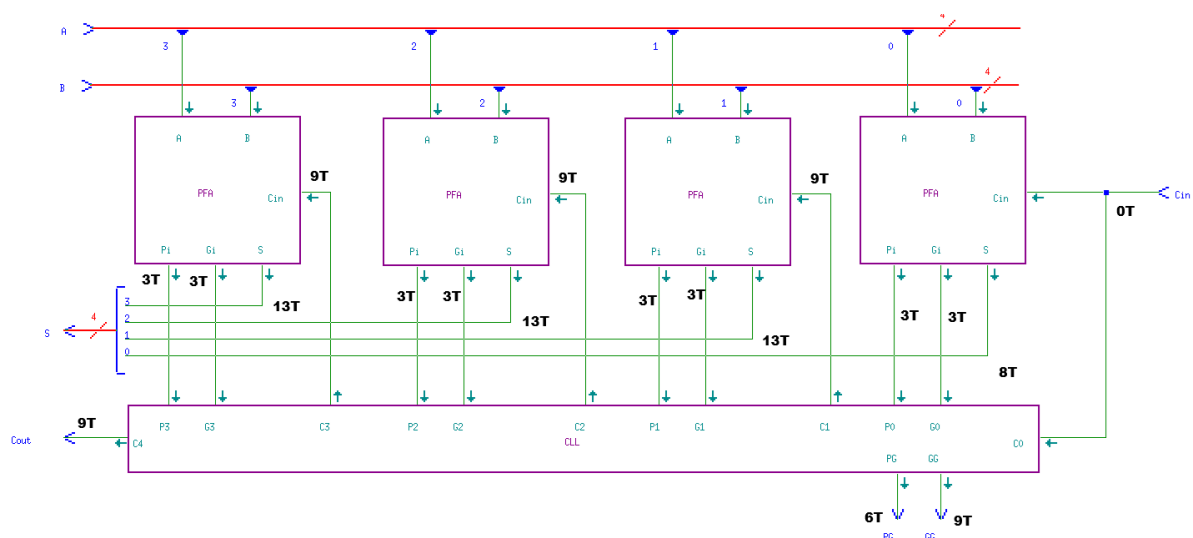 4
A
3 2 1 0
4
B
3 2 1 0
A B A B A B A B
9T 9T 9T
PFA PFA PFA PFA
Cin Cin Cin Cin Cin
0T
Pi Gi S Pi Gi S Pi Gi S Pi Gi S
3T 3T 3T 3T 3T 3T 3T 3T
3
13T
4
2
13T
S
1
13T
0
8T
9T
P3 G3 C3 P2 G2 C2 P1 G1 C1 P0 G0
Cout
C4
CLL
C0
PG GG
6T 9T
PG GG